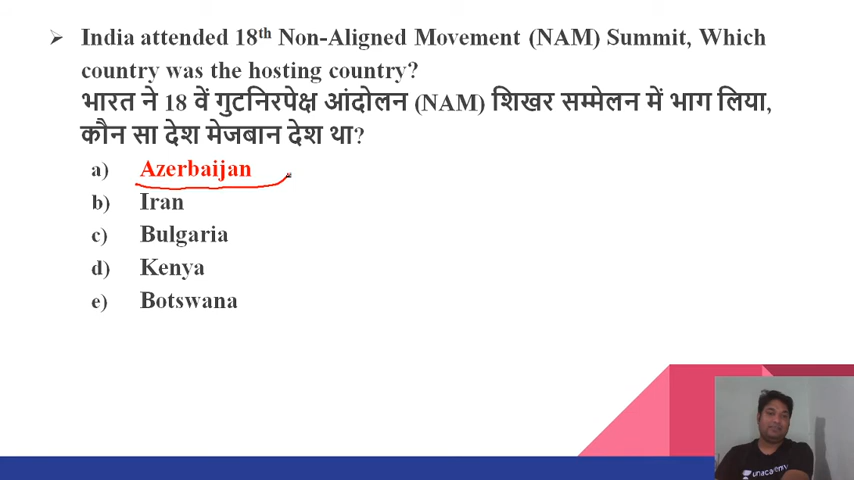 India attended 18th Non-Aligned Movement (NAM) Summit, Which
country was the hosting country?
भारत ने 18 वें गुटनिरपेक्ष आंदोलन (NAM) शिखर सम्मेलन में भाग लिया,
कौन सा देश मेजबान देश था?
a) Azerbaijan
b) Iran
c) Bulgaria
d) Kenya
e) Botswana
unacademy